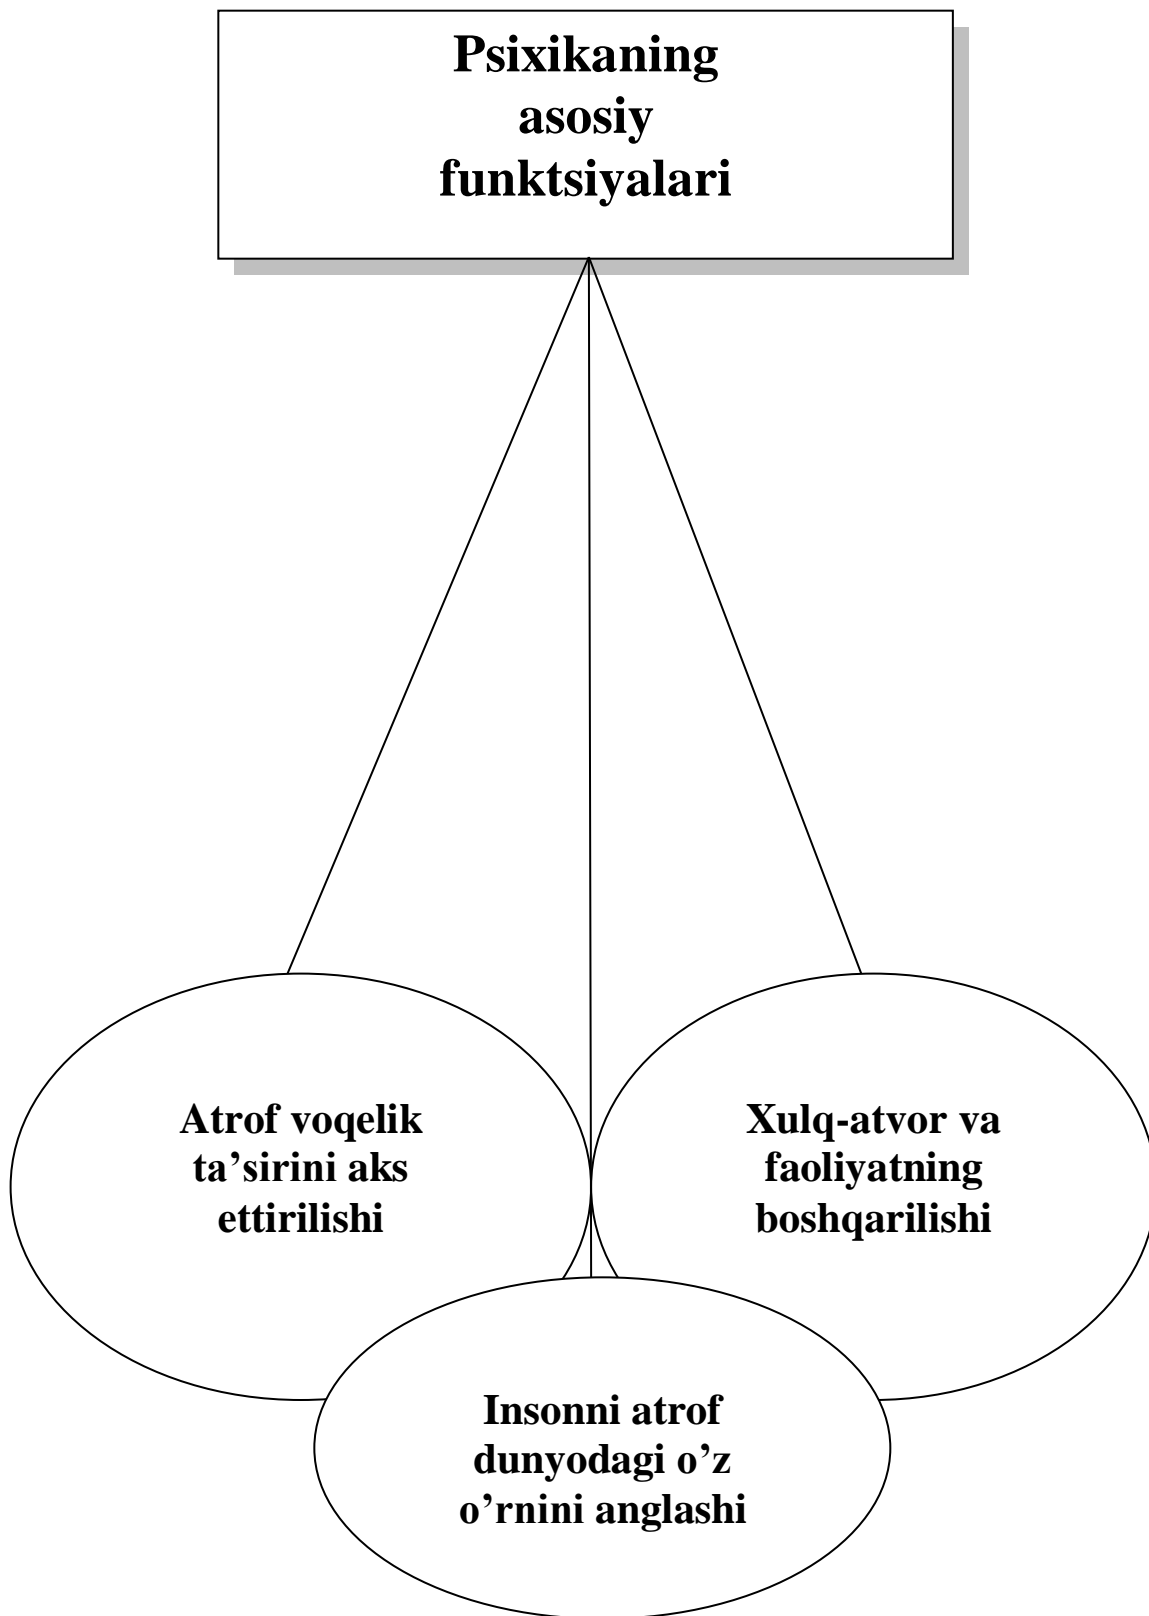 Psixikaning
asosiy
funktsiyalari
Atrof voqelik
ta’sirini aks
ettirilishi
Xulq-atvor va
faoliyatning
boshqarilishi
Insonni atrof
dunyodagi o’z
o’rnini anglashi